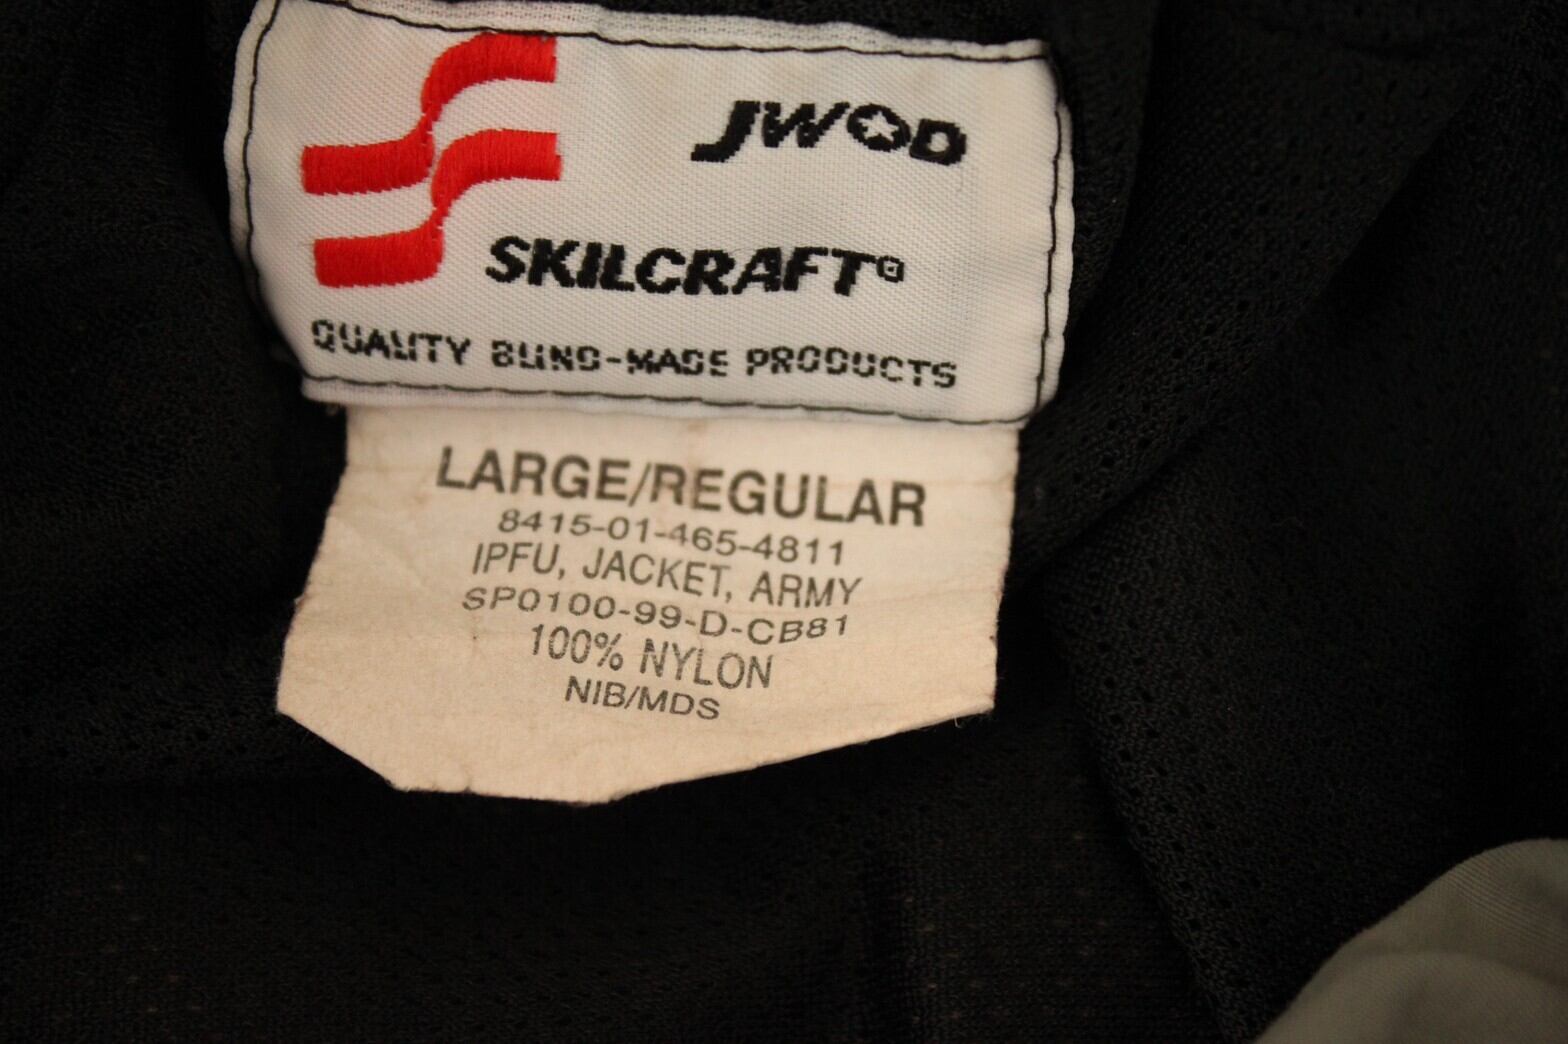 JWOD
SKILCRAFT®
QUALITY BLIND-MADE PRODUCTS
LARGE/REGULAR
8415-01-465-4811
IPFU, JACKET, ARMY
SP0100-99-D-CB81
100% NYLON
NIB/MDS